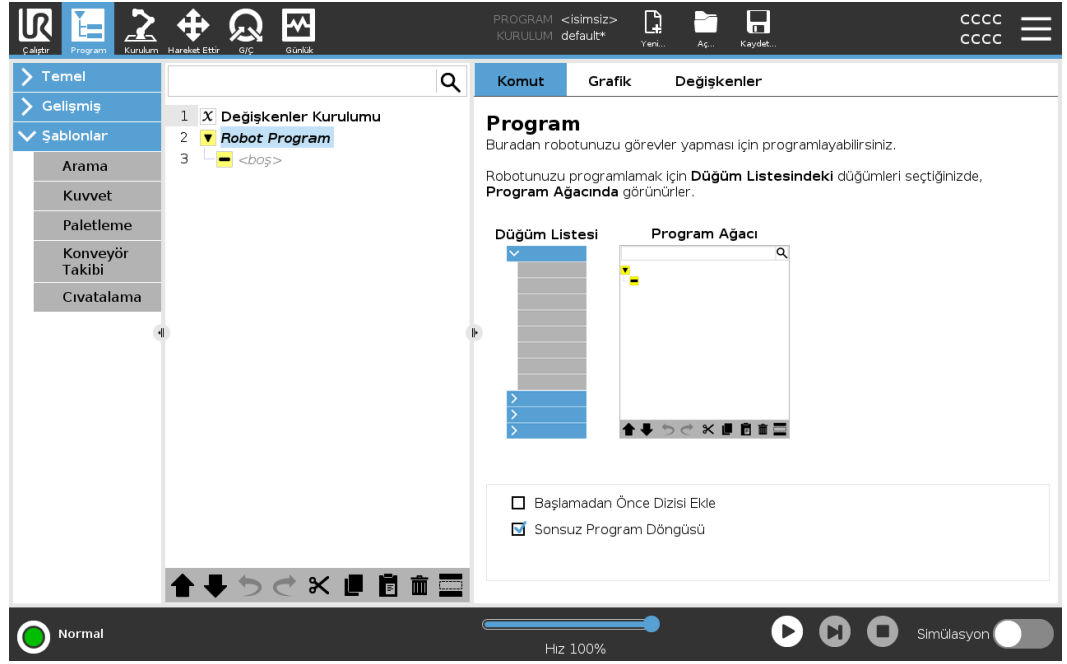 PROGRAM <isimsiz>
KURULUM default*
Yeni... Aç... Kaydet...
CCCC
CCCC
Çalıştır Program Kurulum Hareket Ettir G/Ç Günlük
Temel
Gelişmiş
Şablonlar
Arama
Kuvvet
Paletleme
Konveyör
Takibi
Cıvatalama
1 X Değişkenler Kurulumu
2 Robot Program
3 <boş>
Komut Grafik Değişkenler
Program
Buradan robotunuzu görevler yapması için programlayabilirsiniz.
Robotunuzu programlamak için Düğüm Listesindeki düğümleri seçtiğinizde,
Program Ağacında görünürler.
Düğüm Listesi Program Ağacı
Başlamadan Önce Dizisi Ekle
Sonsuz Program Döngüsü
Normal
Hız 100%
Simülasyon